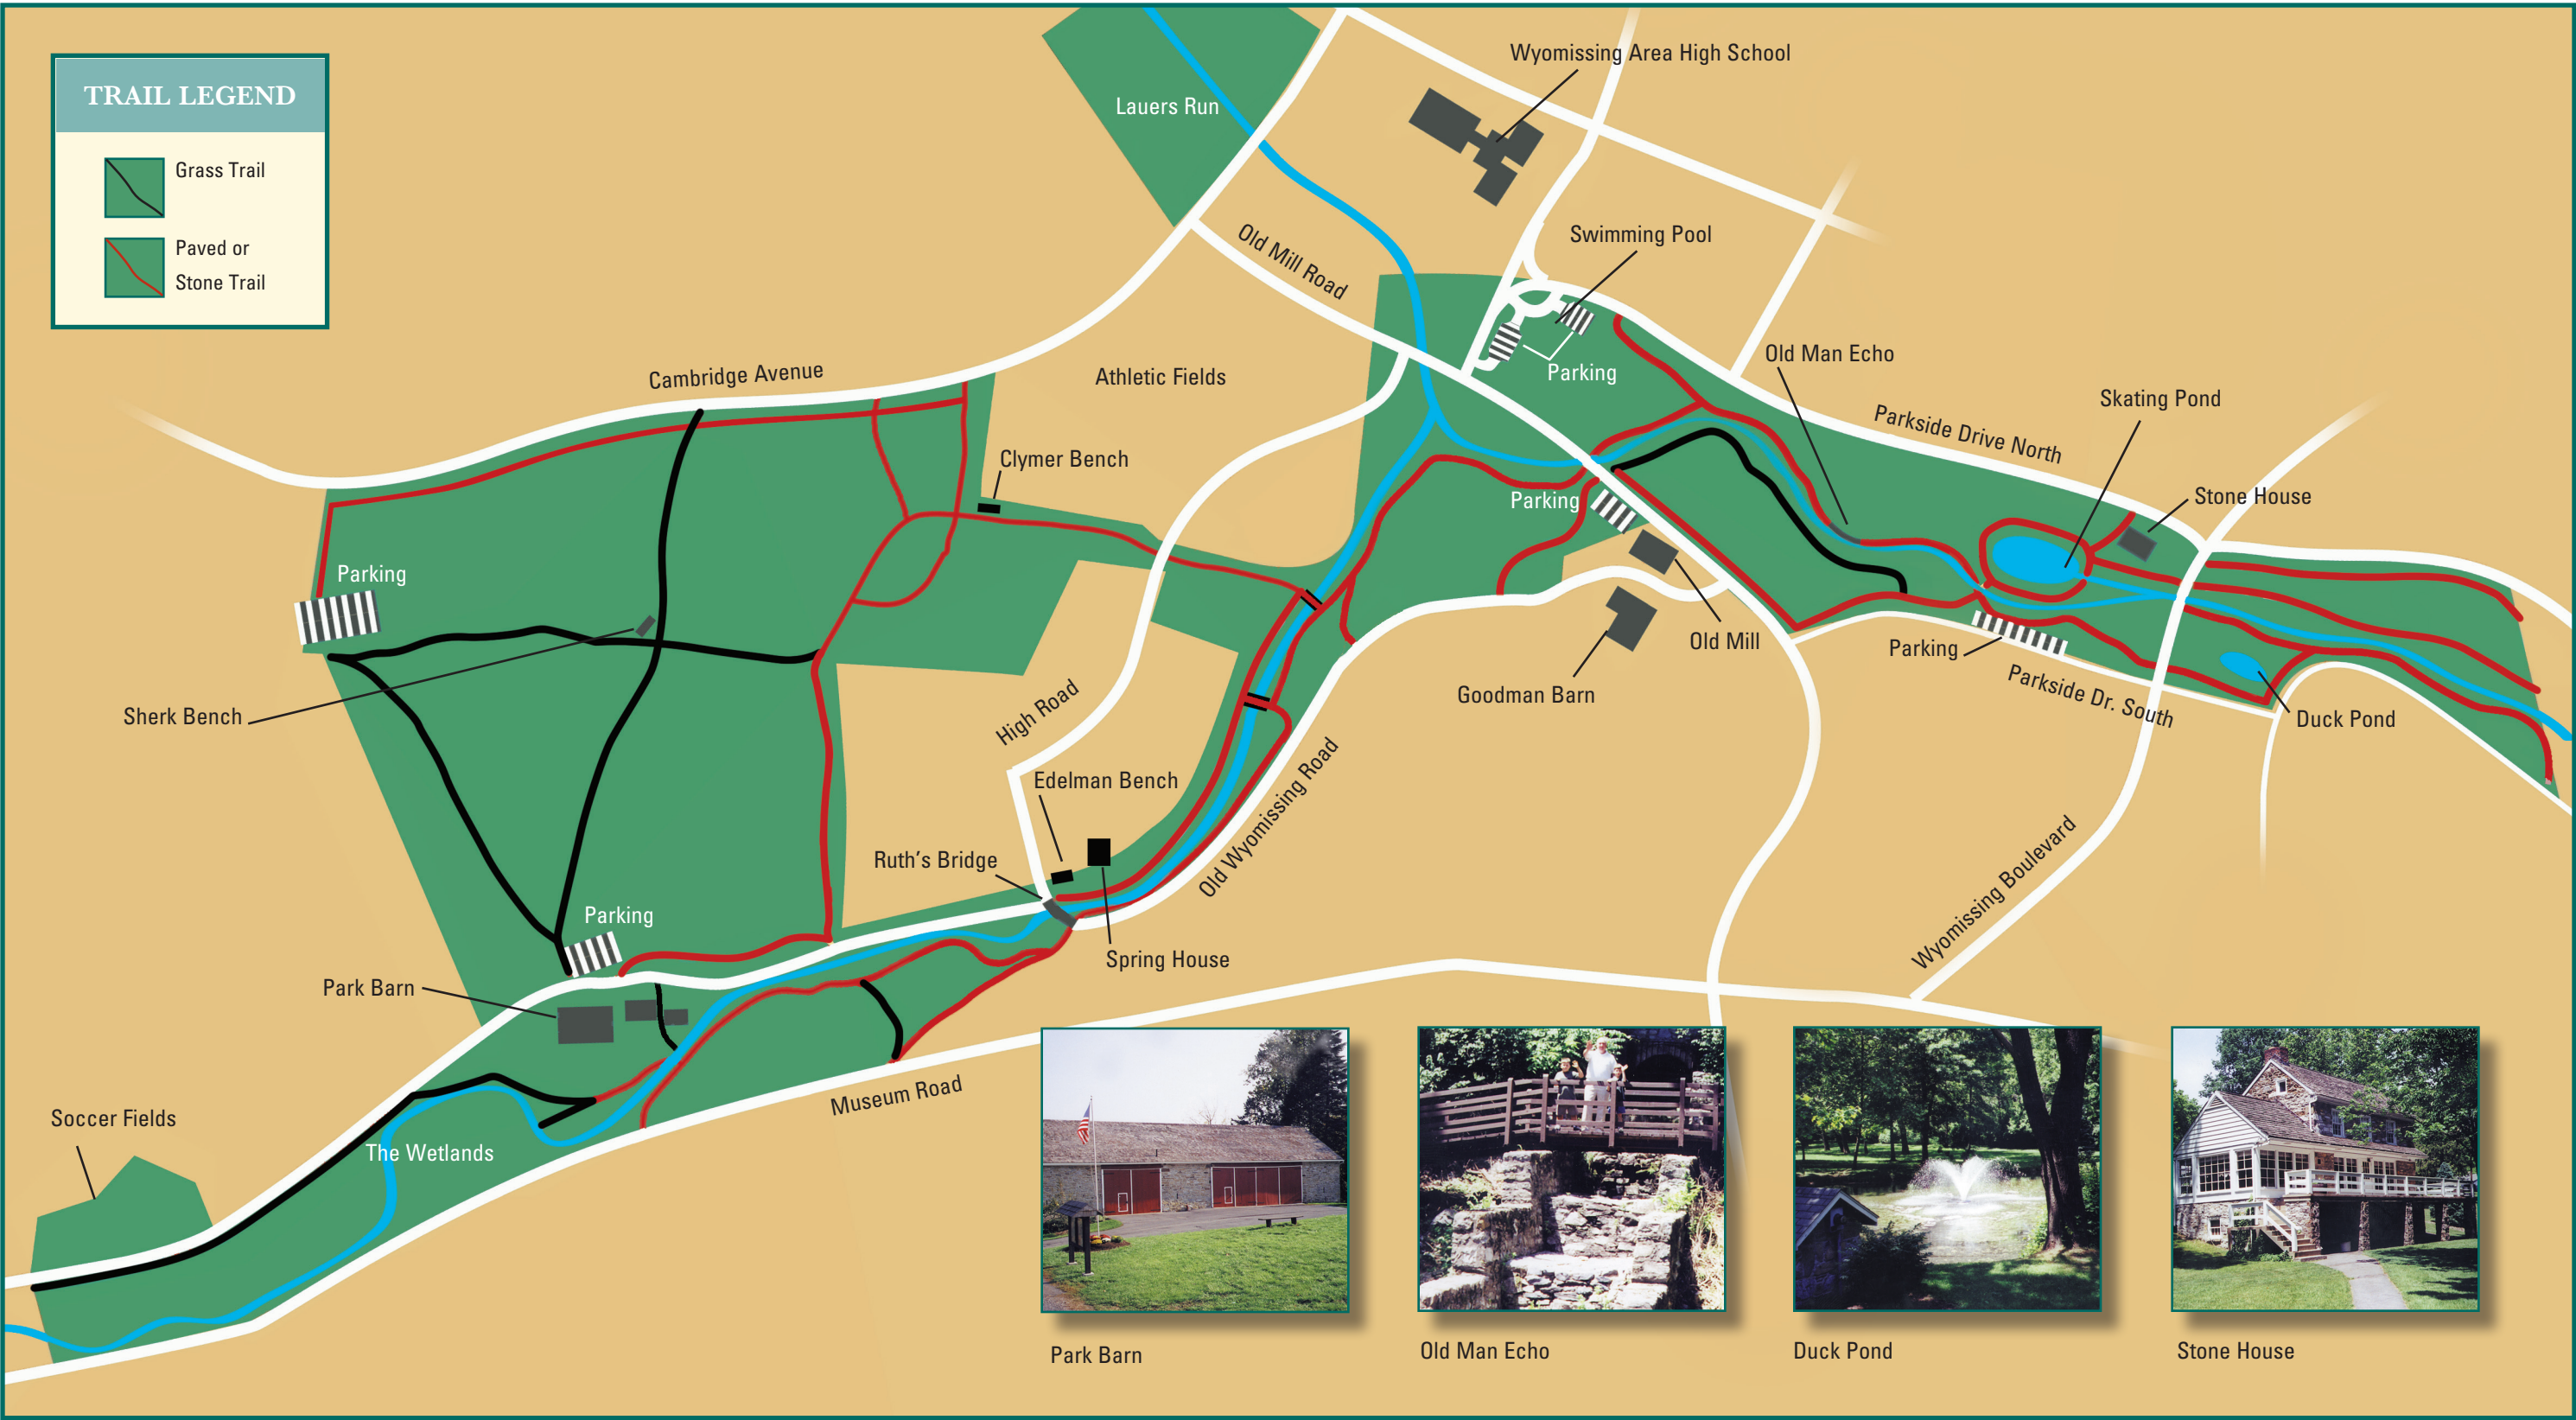 TRAIL LEGEND
Grass Trail
Paved or
Stone Trail
Lauers Run
Wyomissing Area High School
Old Mill Road
Swimming Pool
Parking
Cambridge Avenue
Athletic Fields
Old Man Echo
Skating Pond
Parkside Drive North
Clymer Bench
Stone House
Parking
Parking
Old Mill
Parking
Goodman Barn
Parkside Dr. South
Duck Pond
Sherk Bench
High Road
Edelman Bench
Old Wyomissing Road
Ruth's Bridge
Wyomissing Boulevard
Parking
Spring House
Park Barn
Museum Road
Soccer Fields
The Wetlands
Park Barn
Old Man Echo
Duck Pond
Stone House